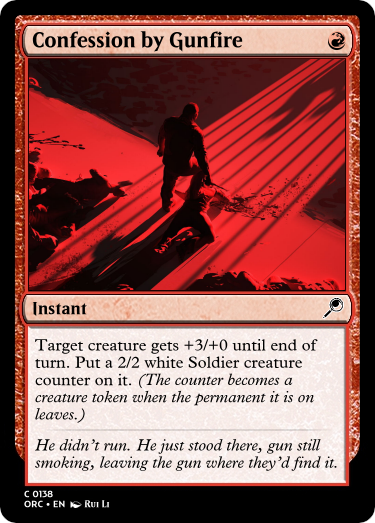 Confession by Gunfire
Instant
Target creature gets +3/+0 until end of
turn. Put a 2/2 white Soldier creature
counter on it. (The counter becomes a
creature token when the permanent it is on
leaves.)
He didn't run. He just stood there, gun still
smoking, leaving the gun where they'd find it.
C 0138
ORC • EN Rui Li